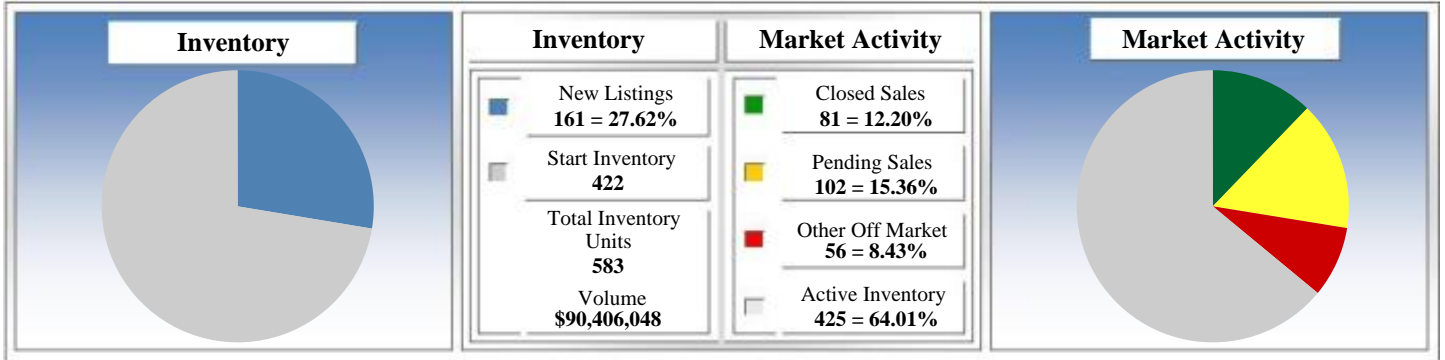 Inventory
Inventory
New Listings
161 = 27.62%
Start Inventory
422
Total Inventory
Units
583
Volume
$90,406,048
Market Activity
Closed Sales
81 = 12.20%
Pending Sales
102 = 15.36%
Other Off Market
56 = 8.43%
Active Inventory
425 = 64.01%
Market Activity